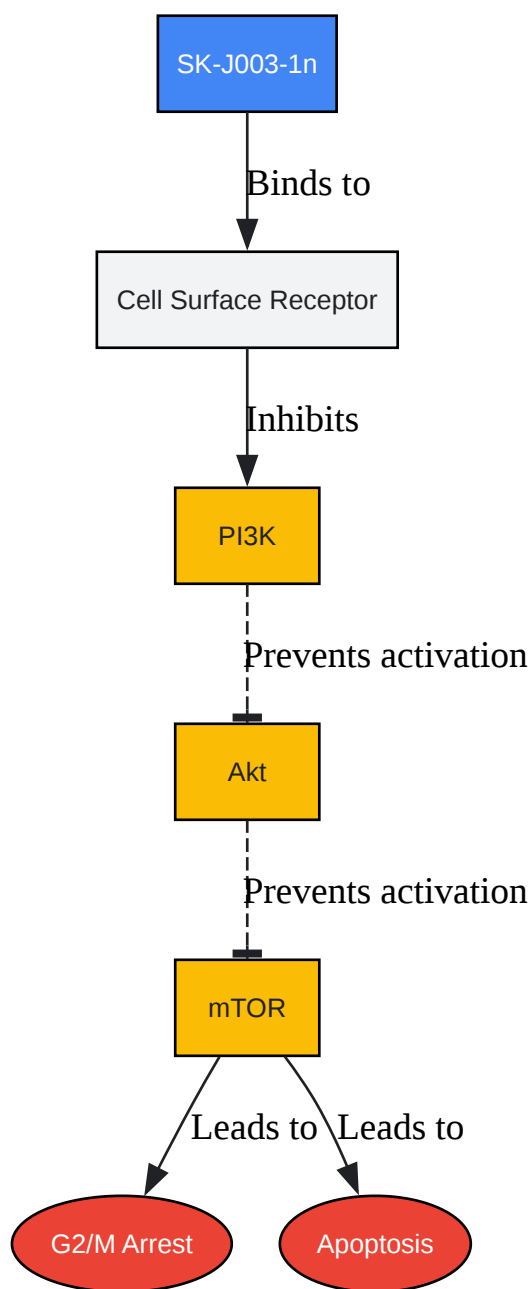 SK-J003-1n
Binds to
Cell Surface Receptor
Inhibits
PI3K
Prevents activation
Akt
Prevents activation
mTOR
Leads to
Leads to
G2/M Arrest
Apoptosis